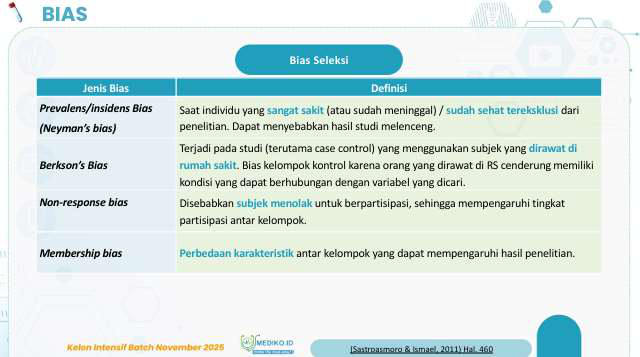 BIAS
Bias Seleksi
Jenis Bias
Definisi
Prevalens/insidens Bias
(Neyman's bias)
Saat individu yang sangat sakit (atau sudah meninggal) / sudah sehat tereksklusi dari
penelitian. Dapat menyebabkan hasil studi melenceng.
Berkson's Bias
Terjadi pada studi (terutama case control) yang menggunakan subjek yang dirawat di
rumah sakit. Bias kelompok kontrol karena orang yang dirawat di RS cenderung memiliki
kondisi yang dapat berhubungan dengan variabel yang dicari.
Non-response bias
Disebabkan subjek menolak untuk berpartisipasi, sehingga mempengaruhi tingkat
partisipasi antar kelompok.
Membership bias
Perbedaan karakteristik antar kelompok yang dapat mempengaruhi hasil penelitian.
Kelon Intensif Batch November 2025
MEDIKO.ID
(Sastroasmoro & Ismael, 2011) Hal. 460